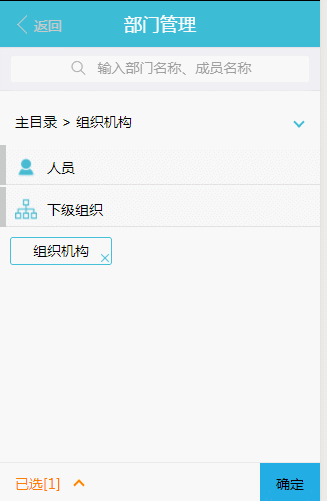 返回 部门管理
输入部门名称、成员名称
主目录 > 组织机构
人员
下级组织
组织机构
已选[1] 确定